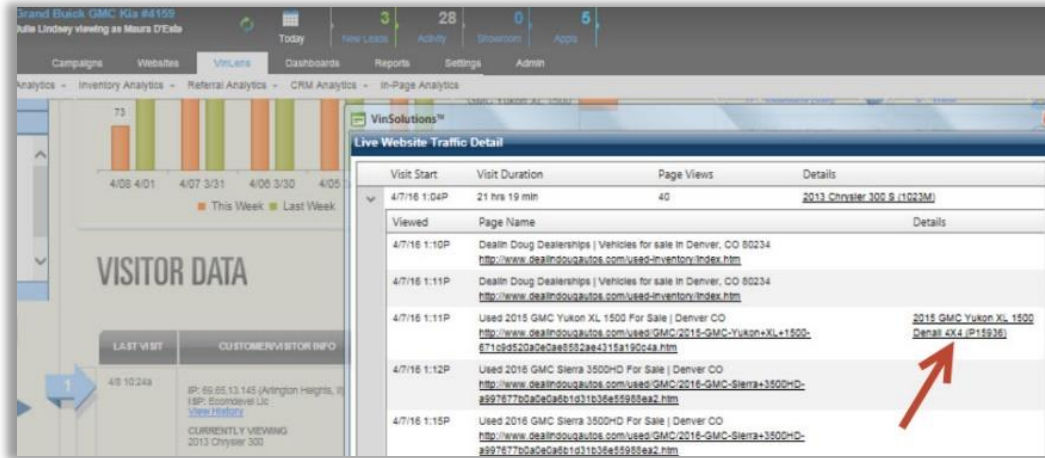 Grand Buick GMC Kia #4159
Julie Lindsey viewing as Maura D'Este
Today
3
New Leads
28
Activity
0
Showroom
5
Appts
Campaigns Websites VinLens Dashboards Reports Settings Admin
Analytics Inventory Analytics Referral Analytics CRM Analytics In-Page Analytics
73
4/08 4/01 4/07 3/31 4/06 3/30 4/05
This Week Last Week
VISITOR DATA
LAST VISIT CUSTOMER/VISITOR INFO
1
4/8 10:24a
IP: 69.65.13.145 (Arlington Heights,
ISP: Ecomdevel Llc
View History
CURRENTLY VIEWING
2013 Chrysler 300
GMC Yukon XL 1500
VinSolutions™
Live Website Traffic Detail
Visit Start Visit Duration Page Views Details
4/7/16 1:04P 21 hrs 19 min 40 2013 Chrysler 300 S (1023M)
Viewed Page Name Details
4/7/16 1:10P Dealin Doug Dealerships | Vehicles for sale in Denver, CO 80234
http://www.dealindougautos.com/used-inventory/index.htm
4/7/16 1:11P Dealin Doug Dealerships | Vehicles for sale in Denver, CO 80234
http://www.dealindougautos.com/used-inventory/index.htm
4/7/16 1:11P Used 2015 GMC Yukon XL 1500 For Sale | Denver CO 2015 GMC Yukon XL 1500
http://www.dealindougautos.com/used/GMC/2015-GMC-Yukon+XL+1500- Denali 4X4 (P15936)
671c9d520a0e0ae8582ae4315a190c4a.htm
4/7/16 1:12P Used 2016 GMC Sierra 3500HD For Sale | Denver CO
http://www.dealindougautos.com/used/GMC/2016-GMC-Sierra+3500HD-
a997677b0a0e0a6b1d31b36e55988ea2.htm
4/7/16 1:15P Used 2016 GMC Sierra 3500HD For Sale | Denver CO
http://www.dealindougautos.com/used/GMC/2016-GMC-Sierra+3500HD-
a997677b0a0e0a6b1d31b36e55988ea2.htm